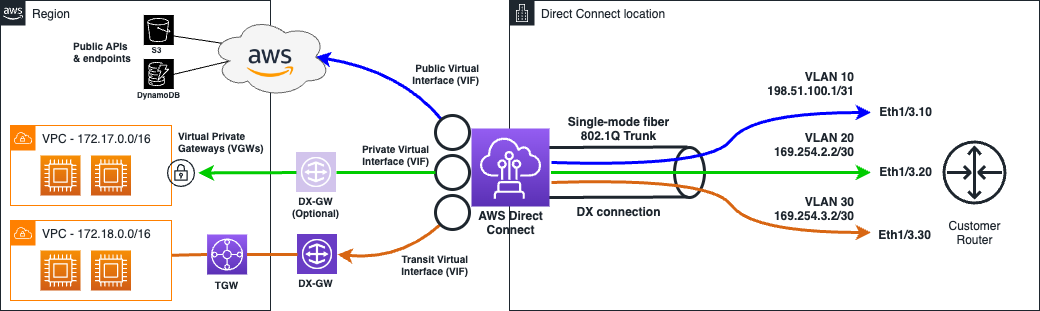 aws
Region
Direct Connect location
Public APIs
& endpoints
S3
DynamoDB
aws
Public Virtual
Interface (VIF)
VLAN 10
198.51.100.1/31
Eth1/3.10
VPC - 172.17.0.0/16
Virtual Private
Gateways (VGWs)
Private Virtual
Interface (VIF)
Single-mode fiber
802.1Q Trunk
VLAN 20
169.254.2.2/30
Eth1/3.20
DX-GW
(Optional)
AWS Direct
Connect
DX connection
VLAN 30
169.254.3.2/30
Eth1/3.30
Customer
Router
VPC - 172.18.0.0/16
TGW
DX-GW
Transit Virtual
Interface (VIF)